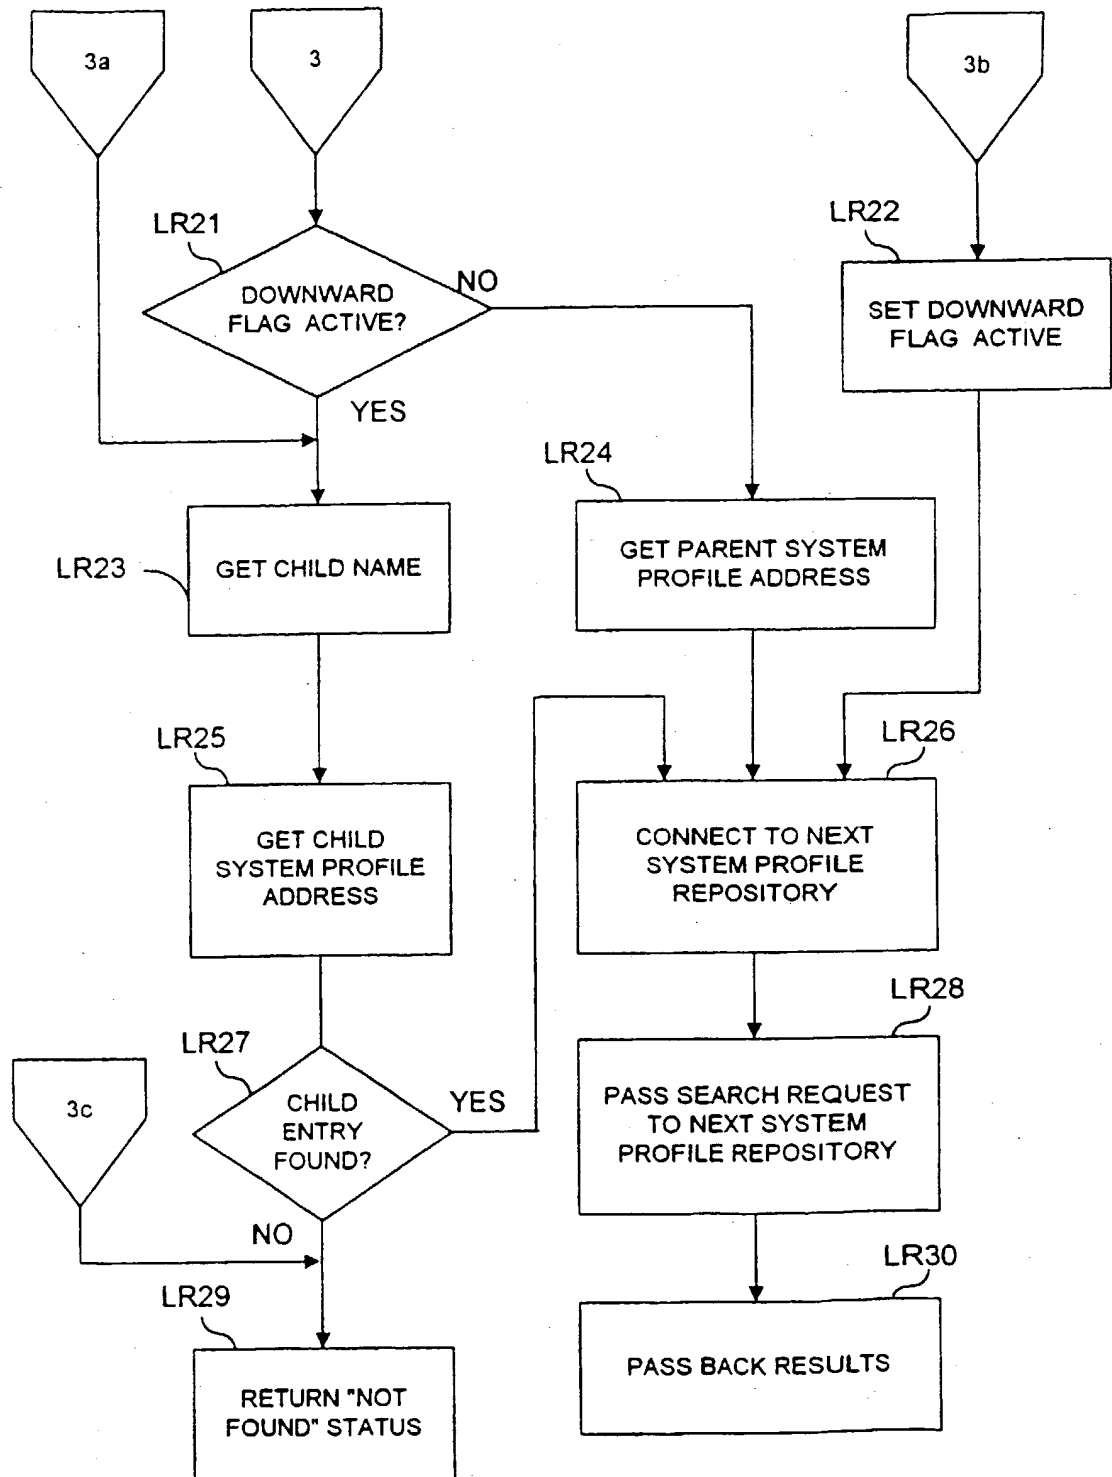 3a
3
3b
LR21
DOWNWARD
FLAG ACTIVE?
NO
YES
LR22
SET DOWNWARD
FLAG ACTIVE
LR23
GET CHILD NAME
LR24
GET PARENT SYSTEM
PROFILE ADDRESS
LR25
GET CHILD
SYSTEM PROFILE
ADDRESS
LR26
CONNECT TO NEXT
SYSTEM PROFILE
REPOSITORY
LR27
CHILD
ENTRY
FOUND?
YES
NO
LR28
PASS SEARCH REQUEST
TO NEXT SYSTEM
PROFILE REPOSITORY
3c
LR29
RETURN "NOT
FOUND" STATUS
LR30
PASS BACK RESULTS